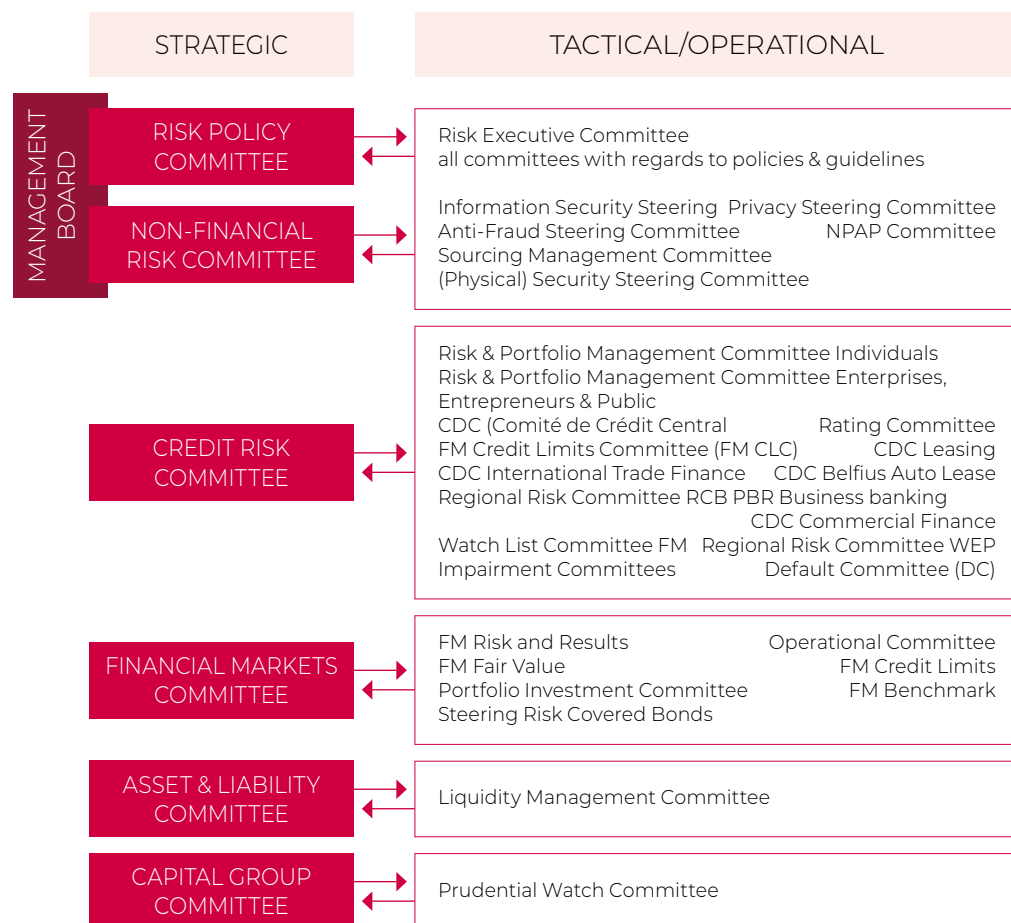 STRATEGIC
TACTICAL/OPERATIONAL
MANAGEMENT
BOARD
RISK POLICY
COMMITTEE
Risk Executive Committee
all committees with regards to policies & guidelines
NON-FINANCIAL
RISK COMMITTEE
Information Security Steering Privacy Steering Committee
Anti-Fraud Steering Committee NPAP Committee
Sourcing Management Committee
(Physical) Security Steering Committee
CREDIT RISK
COMMITTEE
Risk & Portfolio Management Committee Individuals
Risk & Portfolio Management Committee Enterprises,
Entrepreneurs & Public
CDC (Comité de Crédit Central Rating Committee
FM Credit Limits Committee (FM CLC) CDC Leasing
CDC International Trade Finance CDC Belfius Auto Lease
Regional Risk Committee RCB PBR Business banking
CDC Commercial Finance
Watch List Committee FM Regional Risk Committee WEP
Impairment Committees Default Committee (DC)
FINANCIAL MARKETS
COMMITTEE
FM Risk and Results Operational Committee
FM Fair Value FM Credit Limits
Portfolio Investment Committee FM Benchmark
Steering Risk Covered Bonds
ASSET & LIABILITY
COMMITTEE
Liquidity Management Committee
CAPITAL GROUP
COMMITTEE
Prudential Watch Committee